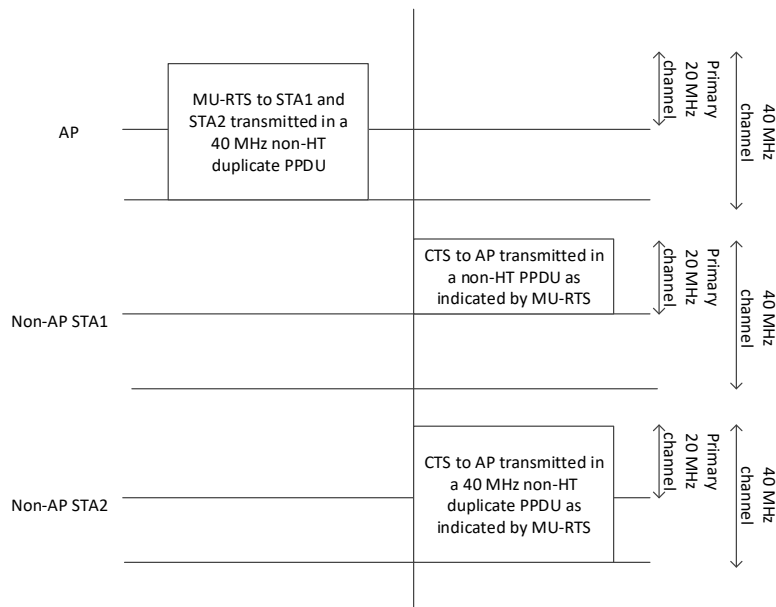 MU-RTS to STA1 and
STA2 transmitted in a
40 MHz non-HT
duplicate PPDU
AP
Primary
20 MHz
channel
40 MHz
channel
CTS to AP transmitted in
a non-HT PPDU as
indicated by MU-RTS
Non-AP STA1
Primary
20 MHz
channel
40 MHz
channel
CTS to AP transmitted in
a 40 MHz non-HT
duplicate PPDU as
indicated by MU-RTS
Non-AP STA2
Primary
20 MHz
channel
40 MHz
channel